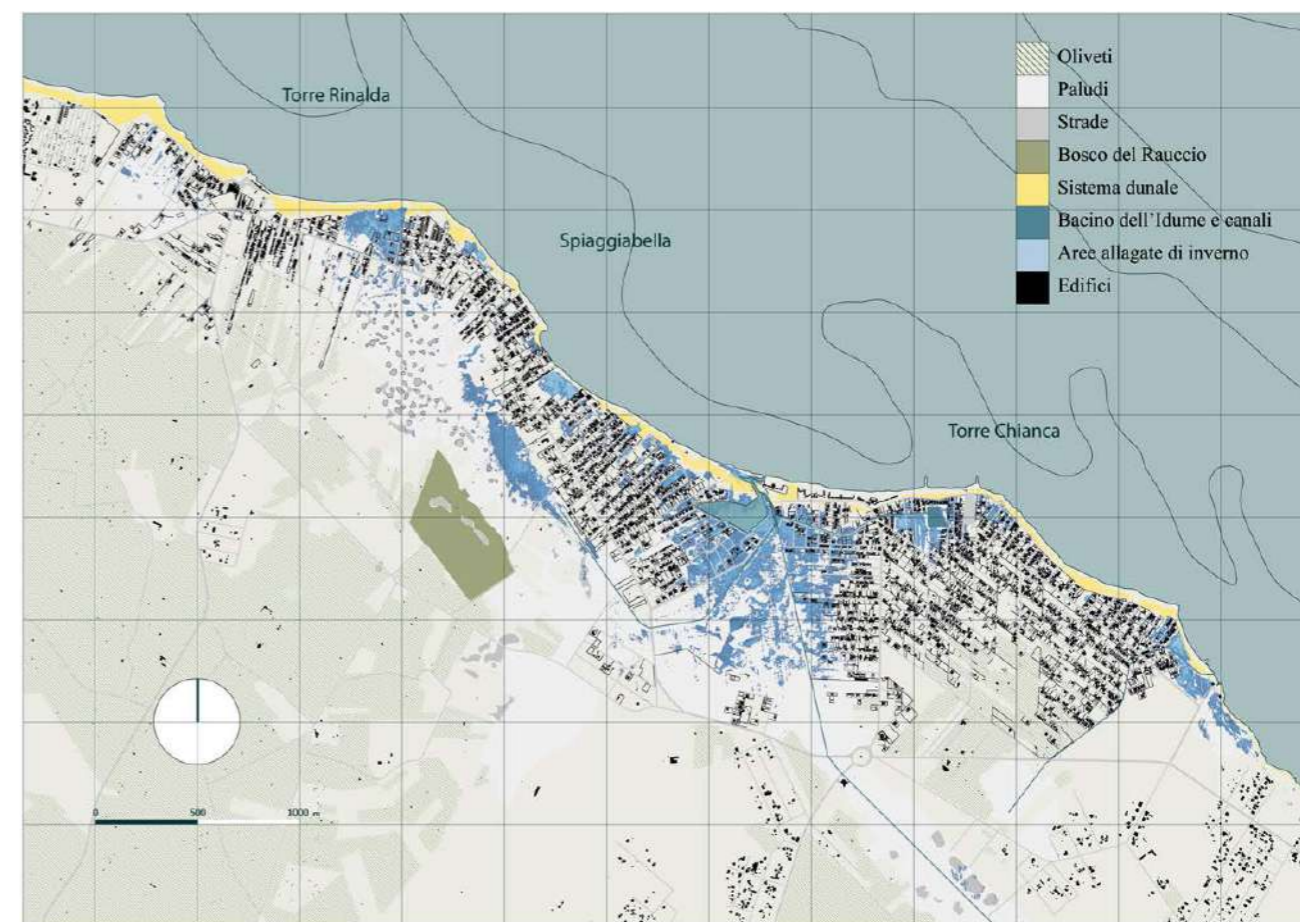 Torre Rinalda
Spiaggiabella
Torre Chianca
Oliveti
Paludi
Strade
Bosco del Rauccio
Sistema dunale
Bacino dell'Idume e canali
Aree allagate di inverno
Edifici
0 500 1000 m